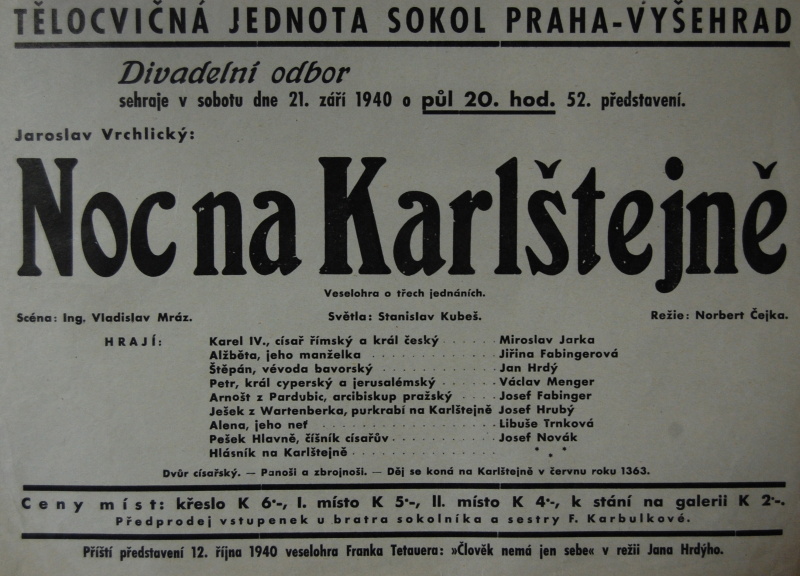 TĚLOCVIČNÁ JEDNOTA SOKOL PRAHA-VYŠEHRAD
Divadelní odbor
sehraje v sobotu dne 21. září 1940 o půl 20. hod. 52. představení.
Jaroslav Vrchlický:
Noc na Karlštejně
Veselohra o třech jednáních.
Scéna: Ing. Vladislav Mráz. Světla: Stanislav Kubeš. Režie: Norbert Čejka.
HRAJÍ: Karel IV., císař římský a král český . . . . . Miroslav Jarka
Alžběta, jeho manželka . . . . . Jiřina Fabingerová
Štěpán, vévoda bavorský . . . . . Jan Hrdý
Petr, král cyperský a jerusalémský . . . . . Václav Menger
Arnošt z Pardubic, arcibiskup pražský . . . . . Josef Fabinger
Ješek z Wartenberka, purkrabí na Karlštejně Josef Hrubý
Alena, jeho neť . . . . . Libuše Trnková
Pešek Hlavně, číšník císařův . . . . . Josef Novák
Hlásník na Karlštejně . . . . . * * *
Dvůr císařský. — Panoši a zbrojnoši. — Děj se koná na Karlštejně v červnu roku 1363.
Ceny míst: křeslo K 6·-, I. místo K 5·-, II. místo K 4·-, k stání na galerii K 2·-.
Předprodej vstupenek u bratra sokolníka a sestry F. Karbulkové.
Příští představení 12. října 1940 veselohra Franka Tetauera: »Člověk nemá jen sebe« v režii Jana Hrdýho.